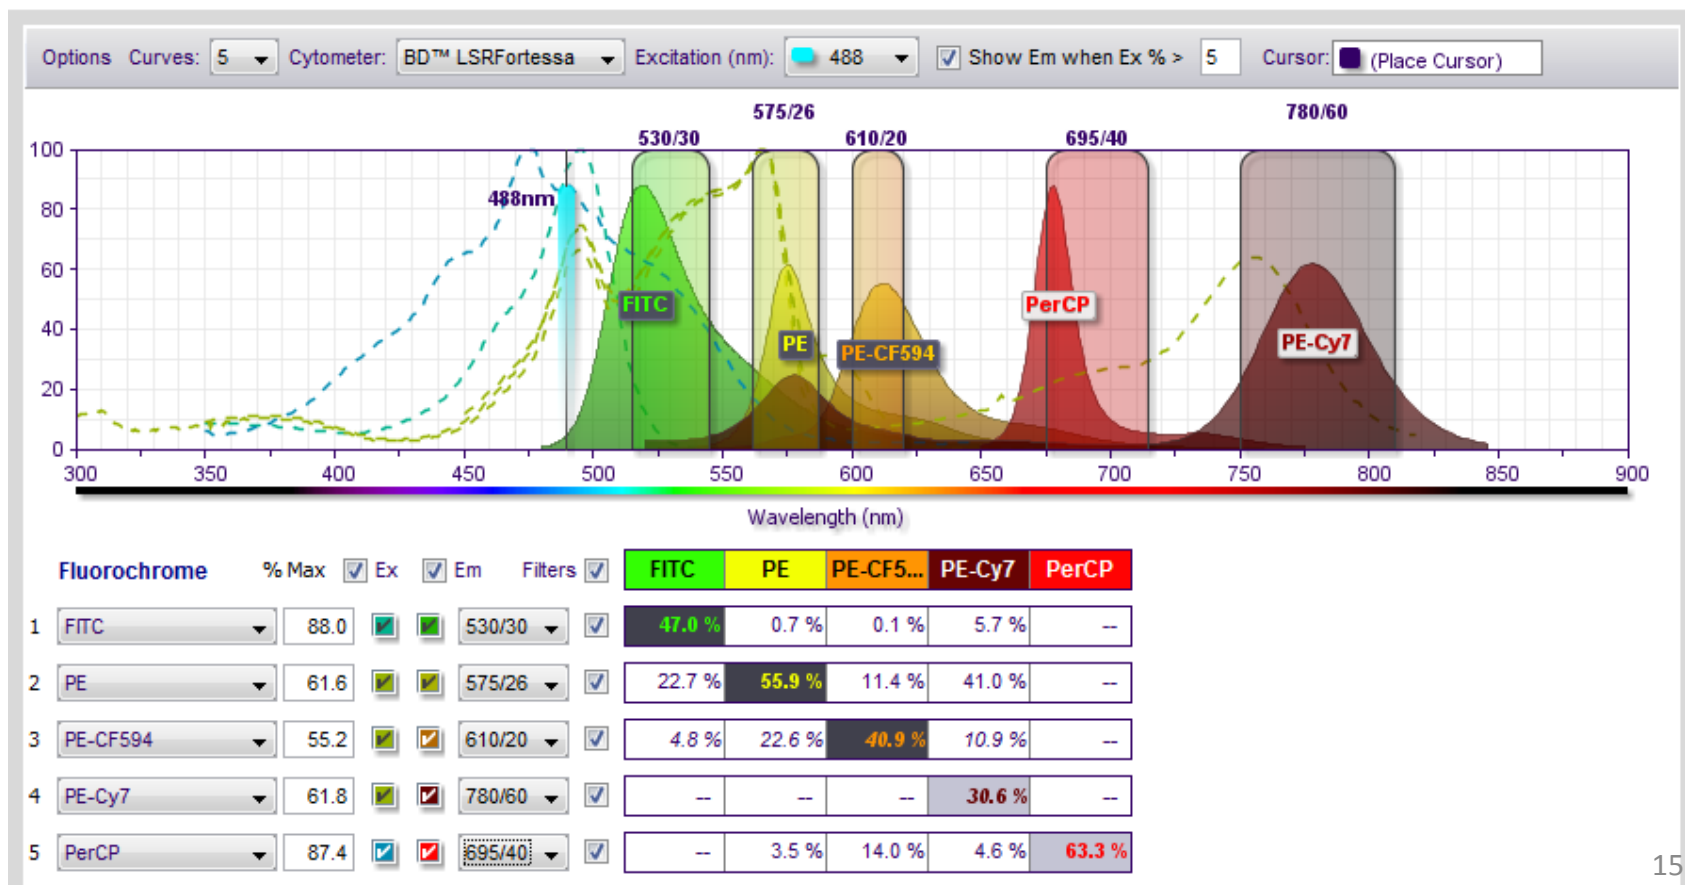 Options Curves: 5 Cytometer: BD™ LSRFortessa Excitation (nm): 488 Show Em when Ex % > 5 Cursor: (Place Cursor)
575/26 780/60
530/30 610/20 695/40
100
488nm
80
60
FITC PerCP
40
PE PE-CF594 PE-Cy7
20
0
300 350 400 450 500 550 600 650 700 750 800 850 900
Wavelength (nm)
Fluorochrome % Max Ex Em Filters FITC PE PE-CF5... PE-Cy7 PerCP
1 FITC 88.0 530/30 47.0 % 0.7 % 0.1 % 5.7 % --
2 PE 61.6 575/26 22.7 % 55.9 % 11.4 % 41.0 % --
3 PE-CF594 55.2 610/20 4.8 % 22.6 % 40.9 % 10.9 % --
4 PE-Cy7 61.8 780/60 -- -- -- 30.6 % --
5 PerCP 87.4 695/40 -- 3.5 % 14.0 % 4.6 % 63.3 %
15